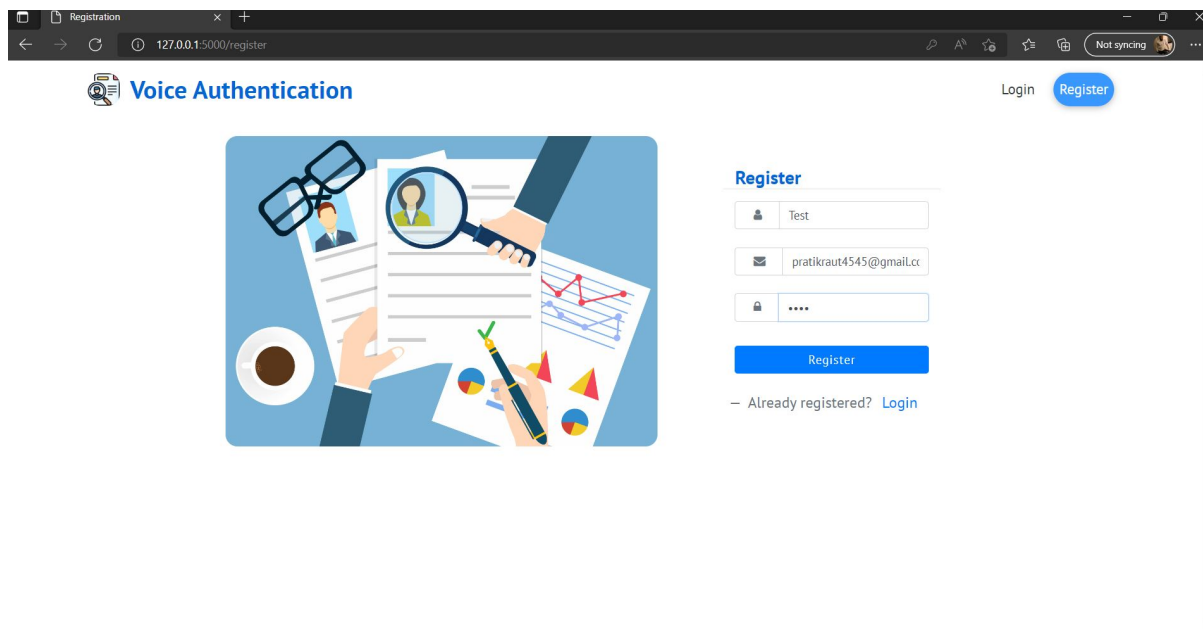 Registration
127.0.0.1:5000/register
Not syncing
Voice Authentication
Login
Register
Register
Test
pratikraut4545@gmail.cc
••••
Register
— Already registered? Login